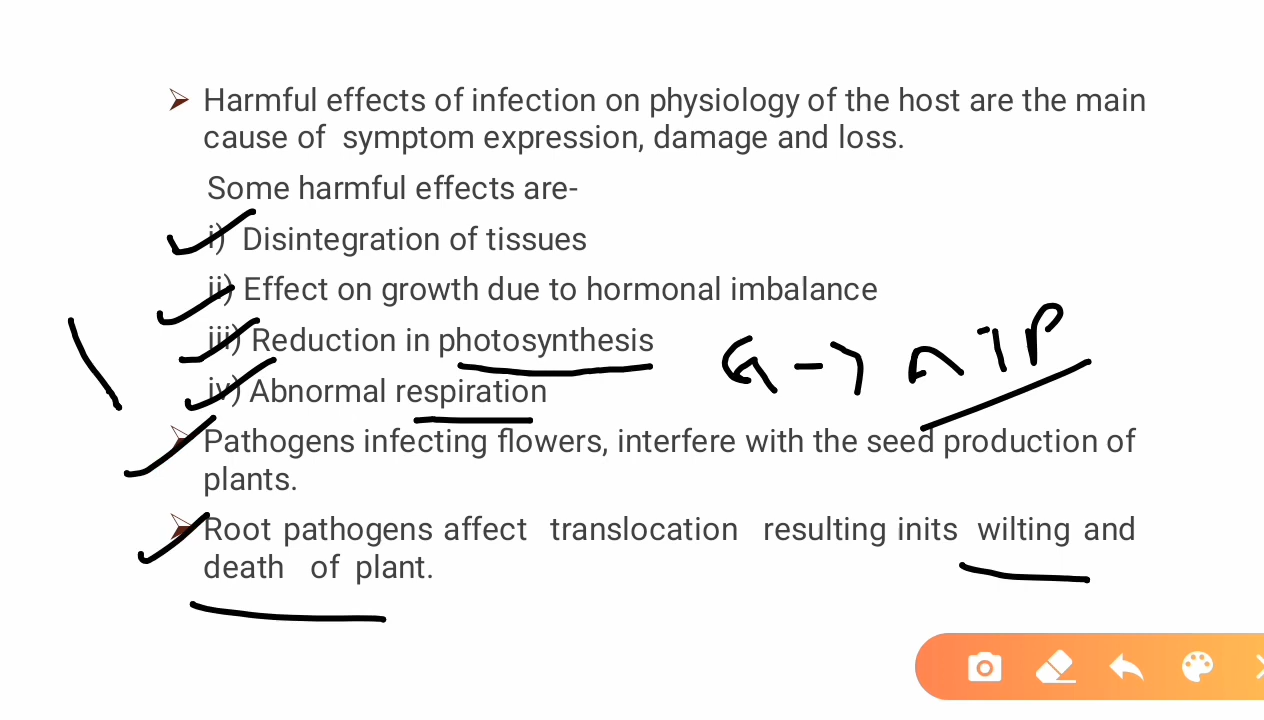 Harmful effects of infection on physiology of the host are the main
cause of symptom expression, damage and loss.
Some harmful effects are-
i) Disintegration of tissues
ii) Effect on growth due to hormonal imbalance
iii) Reduction in photosynthesis
G -> ATP
iv) Abnormal respiration
Pathogens infecting flowers, interfere with the seed production of
plants.
Root pathogens affect translocation resulting inits wilting and
death of plant.